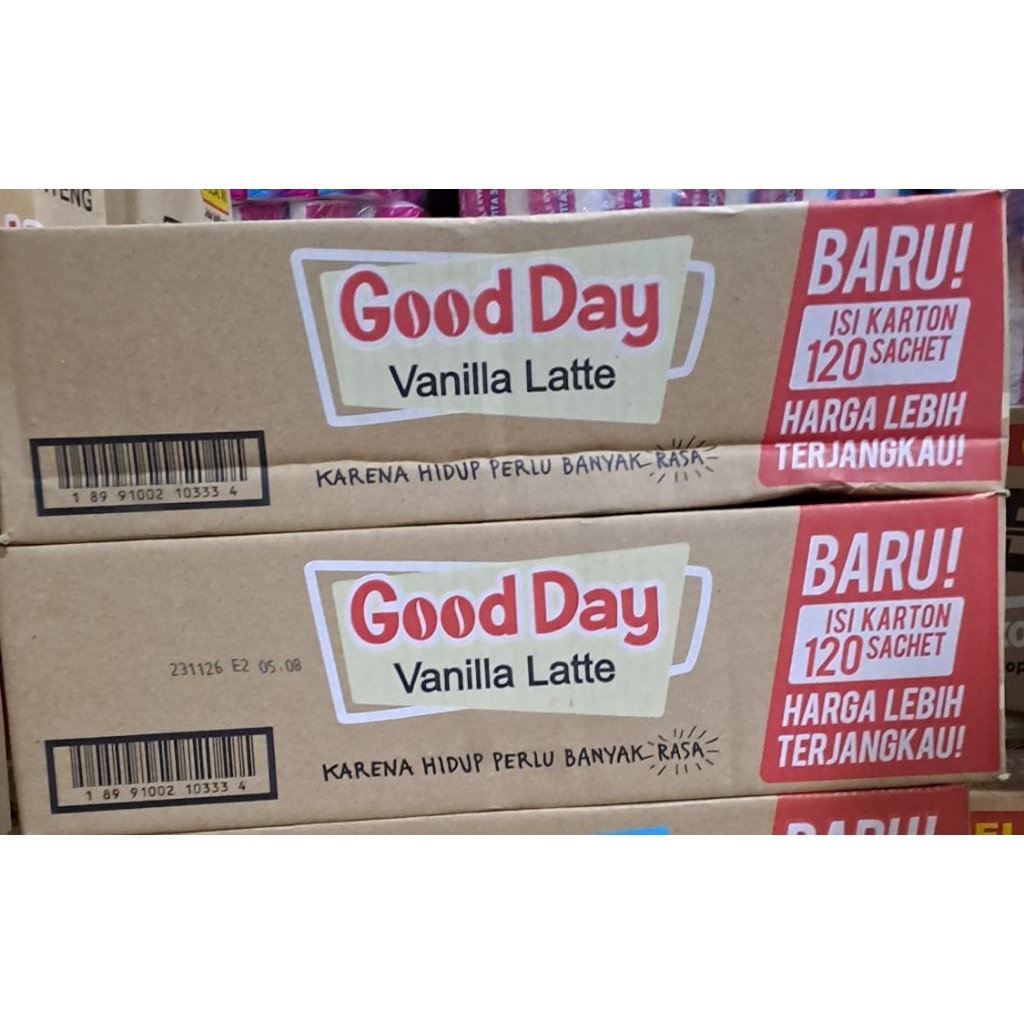 Good Day
Vanilla Latte
KARENA HIDUP PERLU BANYAK RASA
1 89 91002 10333 4
BARU!
ISI KARTON
120 SACHET
HARGA LEBIH
TERJANGKAU!
Good Day
Vanilla Latte
231126 E2 05.08
KARENA HIDUP PERLU BANYAK RASA
1 89 91002 10333 4
BARU!
ISI KARTON
120 SACHET
HARGA LEBIH
TERJANGKAU!
BARU!